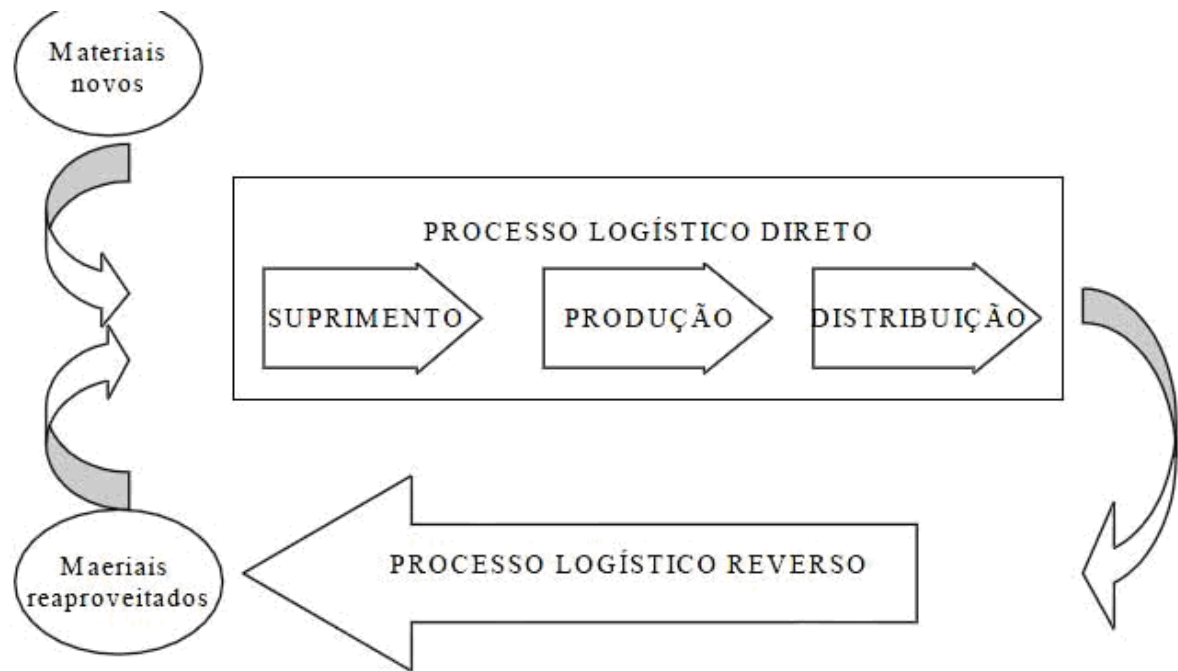 Materiais
novos
PROCESSO LOGÍSTICO DIRETO
SUPRIMENTO
PRODUÇÃO
DISTRIBUIÇÃO
PROCESSO LOGÍSTICO REVERSO
Maeriais
reaproveitados